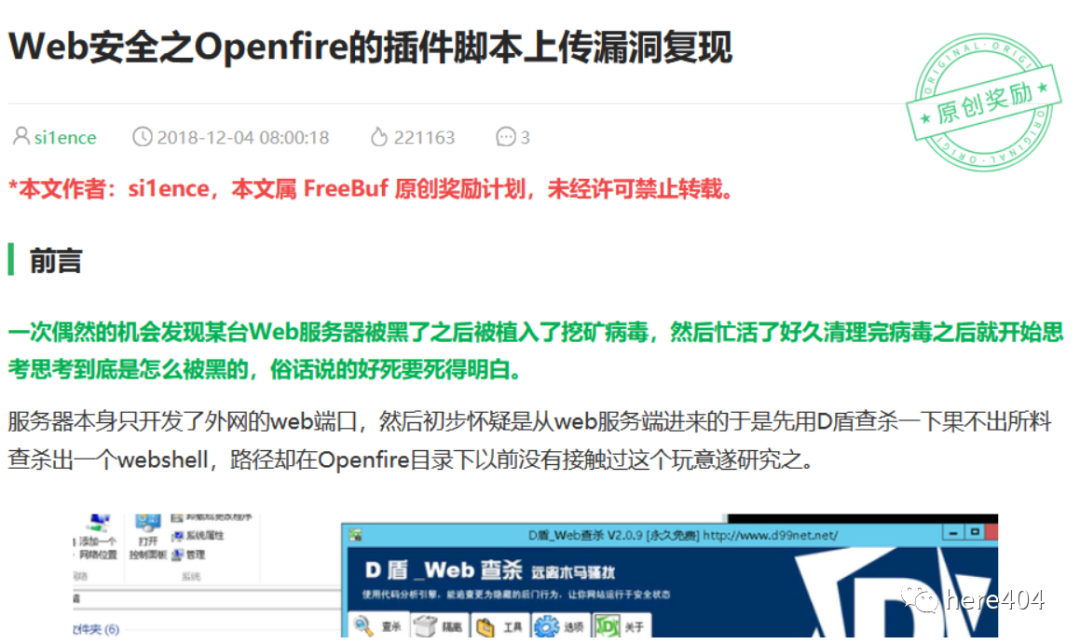 Web安全之Openfire的插件脚本上传漏洞复现
ORIGINAL · ORIGINAL
原创奖励
si1ence 2018-12-04 08:00:18 221163 3
*本文作者：si1ence，本文属 FreeBuf 原创奖励计划，未经许可禁止转载。
前言
一次偶然的机会发现某台Web服务器被黑了之后被植入了挖矿病毒，然后忙活了好久清理完病毒之后就开始思
考思考到底是怎么被黑的，俗话说的好死要死得明白。
服务器本身只开发了外网的web端口，然后初步怀疑是从web服务端进来的于是先用D盾查杀一下果不出所料
查杀出一个webshell，路径却在Openfire目录下以前没有接触过这个玩意遂研究之。
添加一个
网络位置
打开
控制面板
系统属性
管理
系统
D盾_Web查杀 V2.0.9 [永久免费] http://www.d99net.net/
D 盾 _Web 查杀 远离木马骚扰
使用代码分析引擎，能追查更为隐藏的后门行为，让你网站运行于安全状态
查杀 隔离 工具 选项 关于
(6)
here404